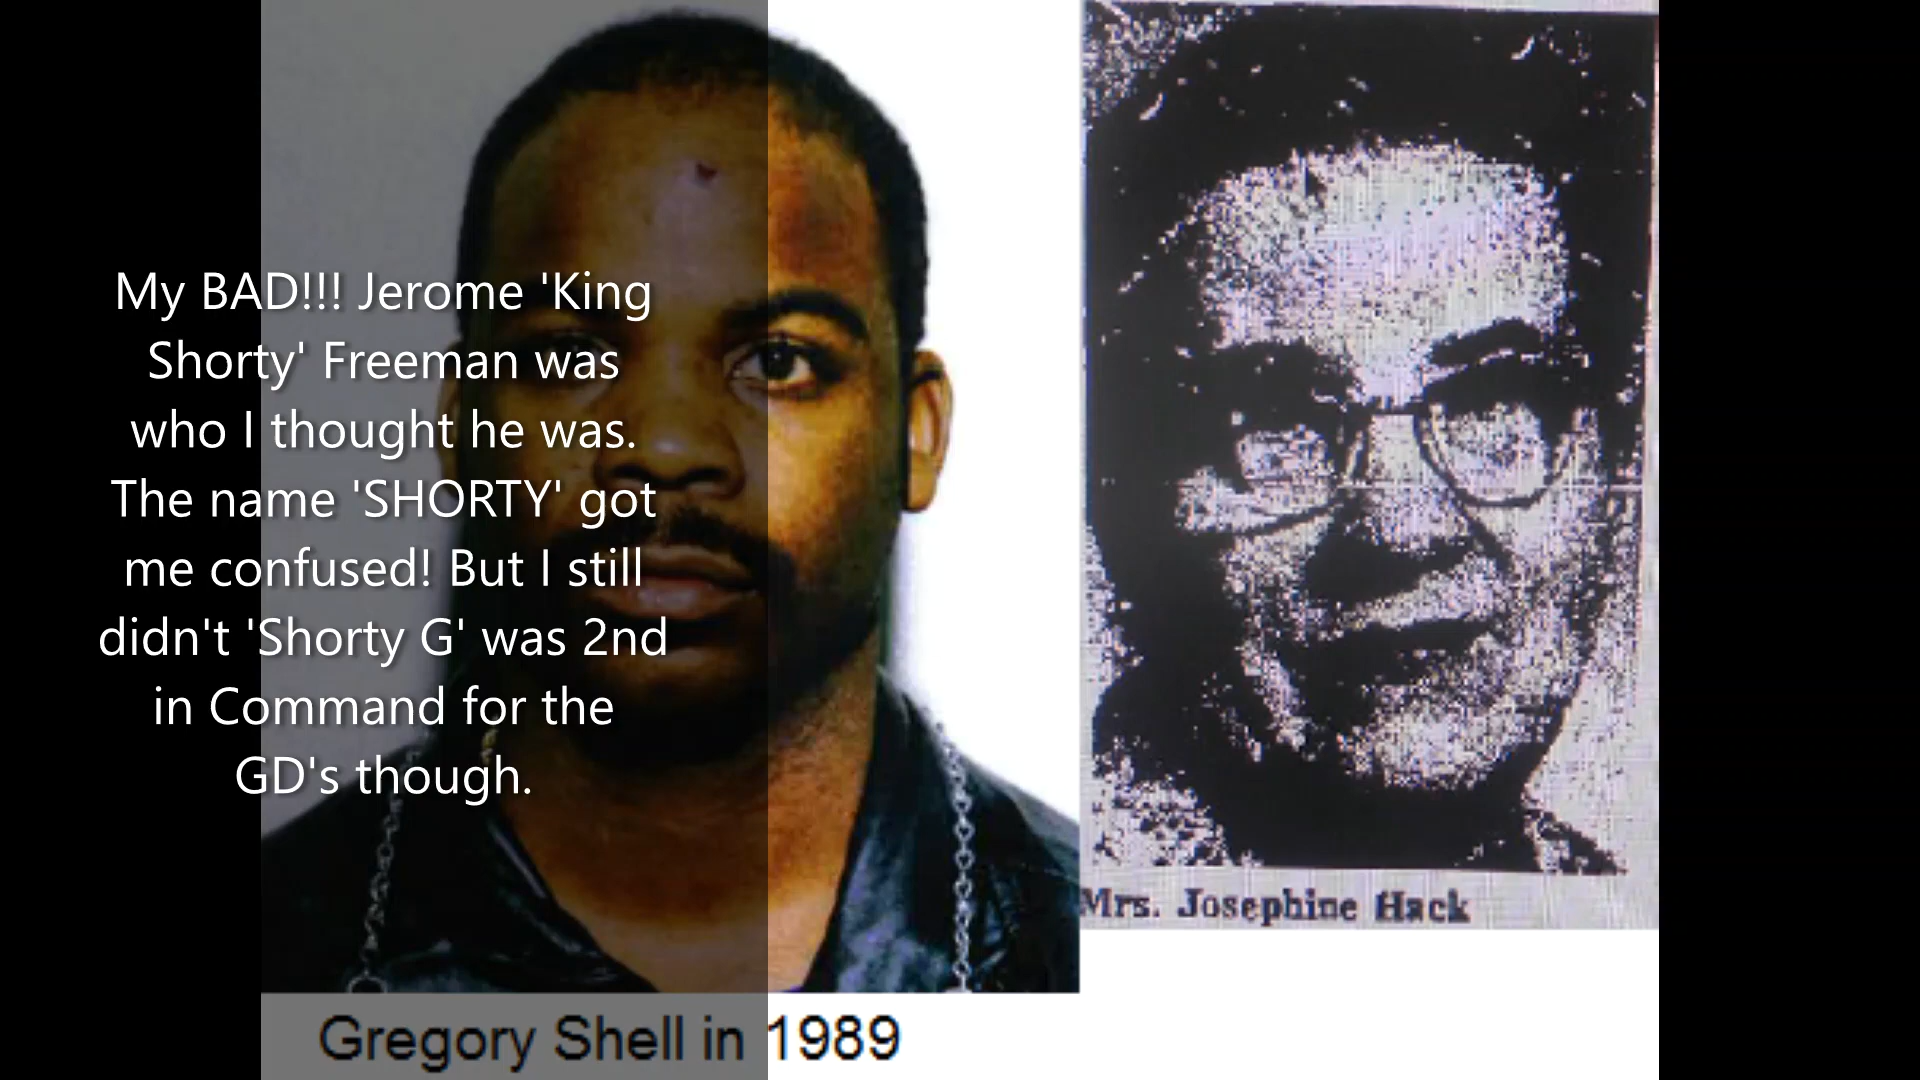 My BAD!!! Jerome 'King
Shorty' Freeman was
who I thought he was.
The name 'SHORTY' got
me confused! But I still
didn't 'Shorty G' was 2nd
in Command for the
GD's though.
Gregory Shell in 1989
Mrs. Josephine Hack